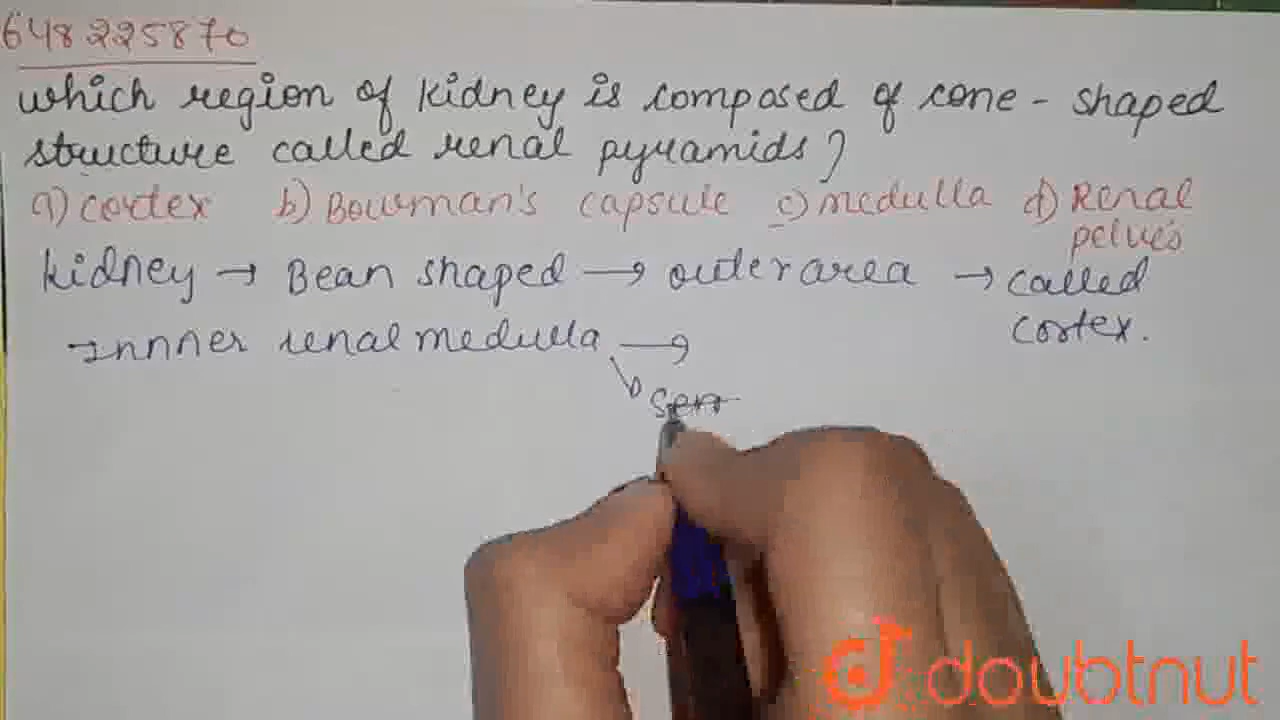 648225870
which region of kidney is composed of cone - shaped
structure called renal pyramids?
a) cortex b) Bowman's capsule c) medulla d) Renal
pelvis
kidney → Bean shaped → outer area → called
cortex.
→ Innner renal medulla →
doubtnut